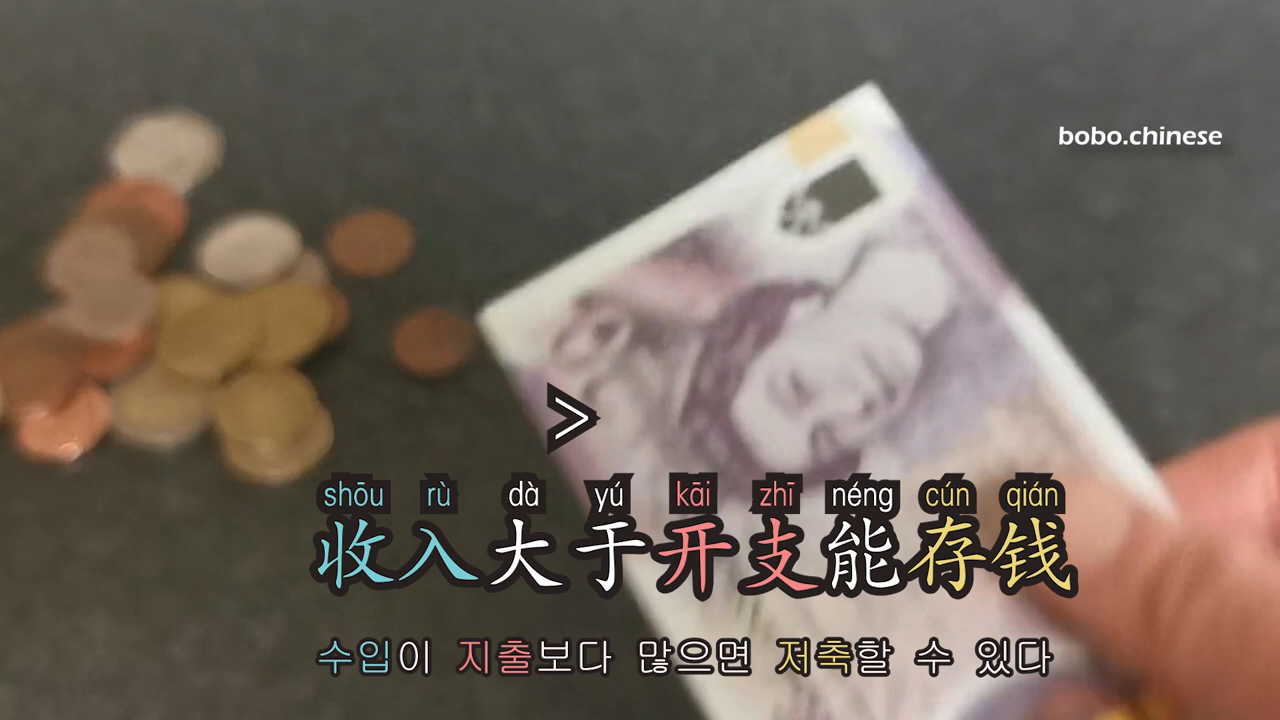 bobo.chinese
>
shōu rù dà yú kāi zhī néng cún qián
收入大于开支能存钱
수입이 지출보다 많으면 저축할 수 있다